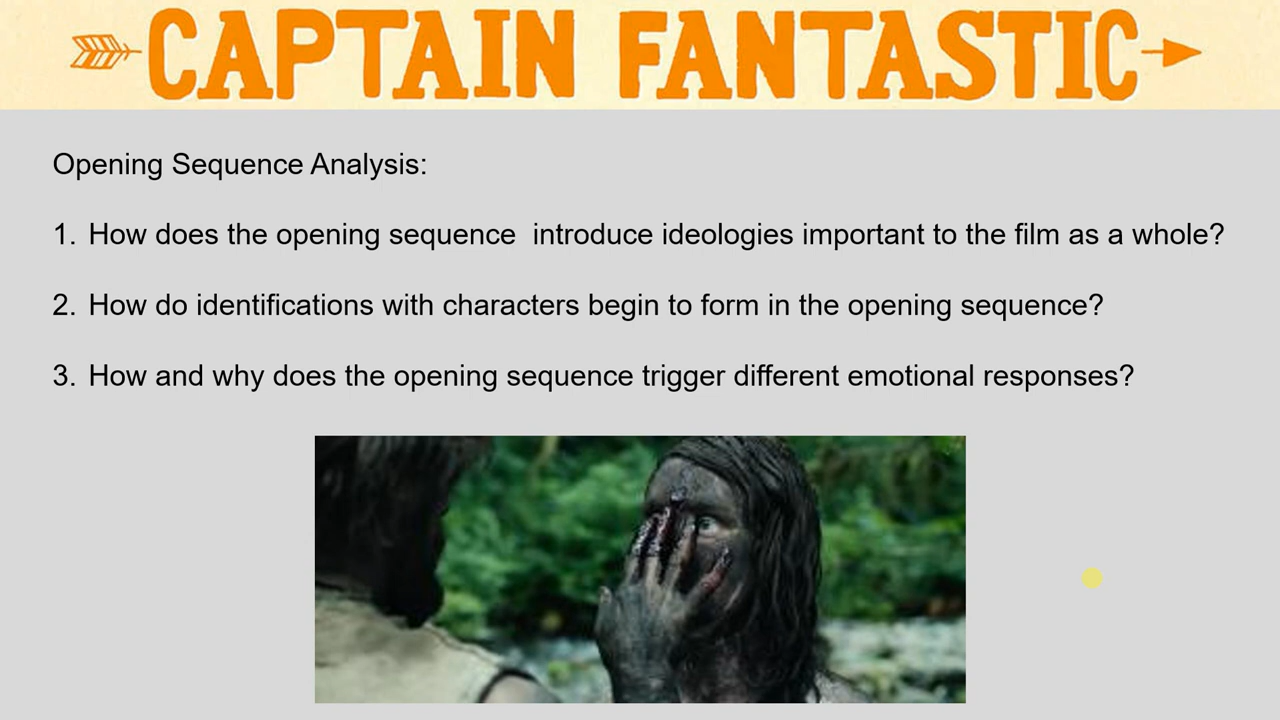 CAPTAIN FANTASTIC
Opening Sequence Analysis:
1. How does the opening sequence  introduce ideologies important to the film as a whole?
2. How do identifications with characters begin to form in the opening sequence?
3. How and why does the opening sequence trigger different emotional responses?